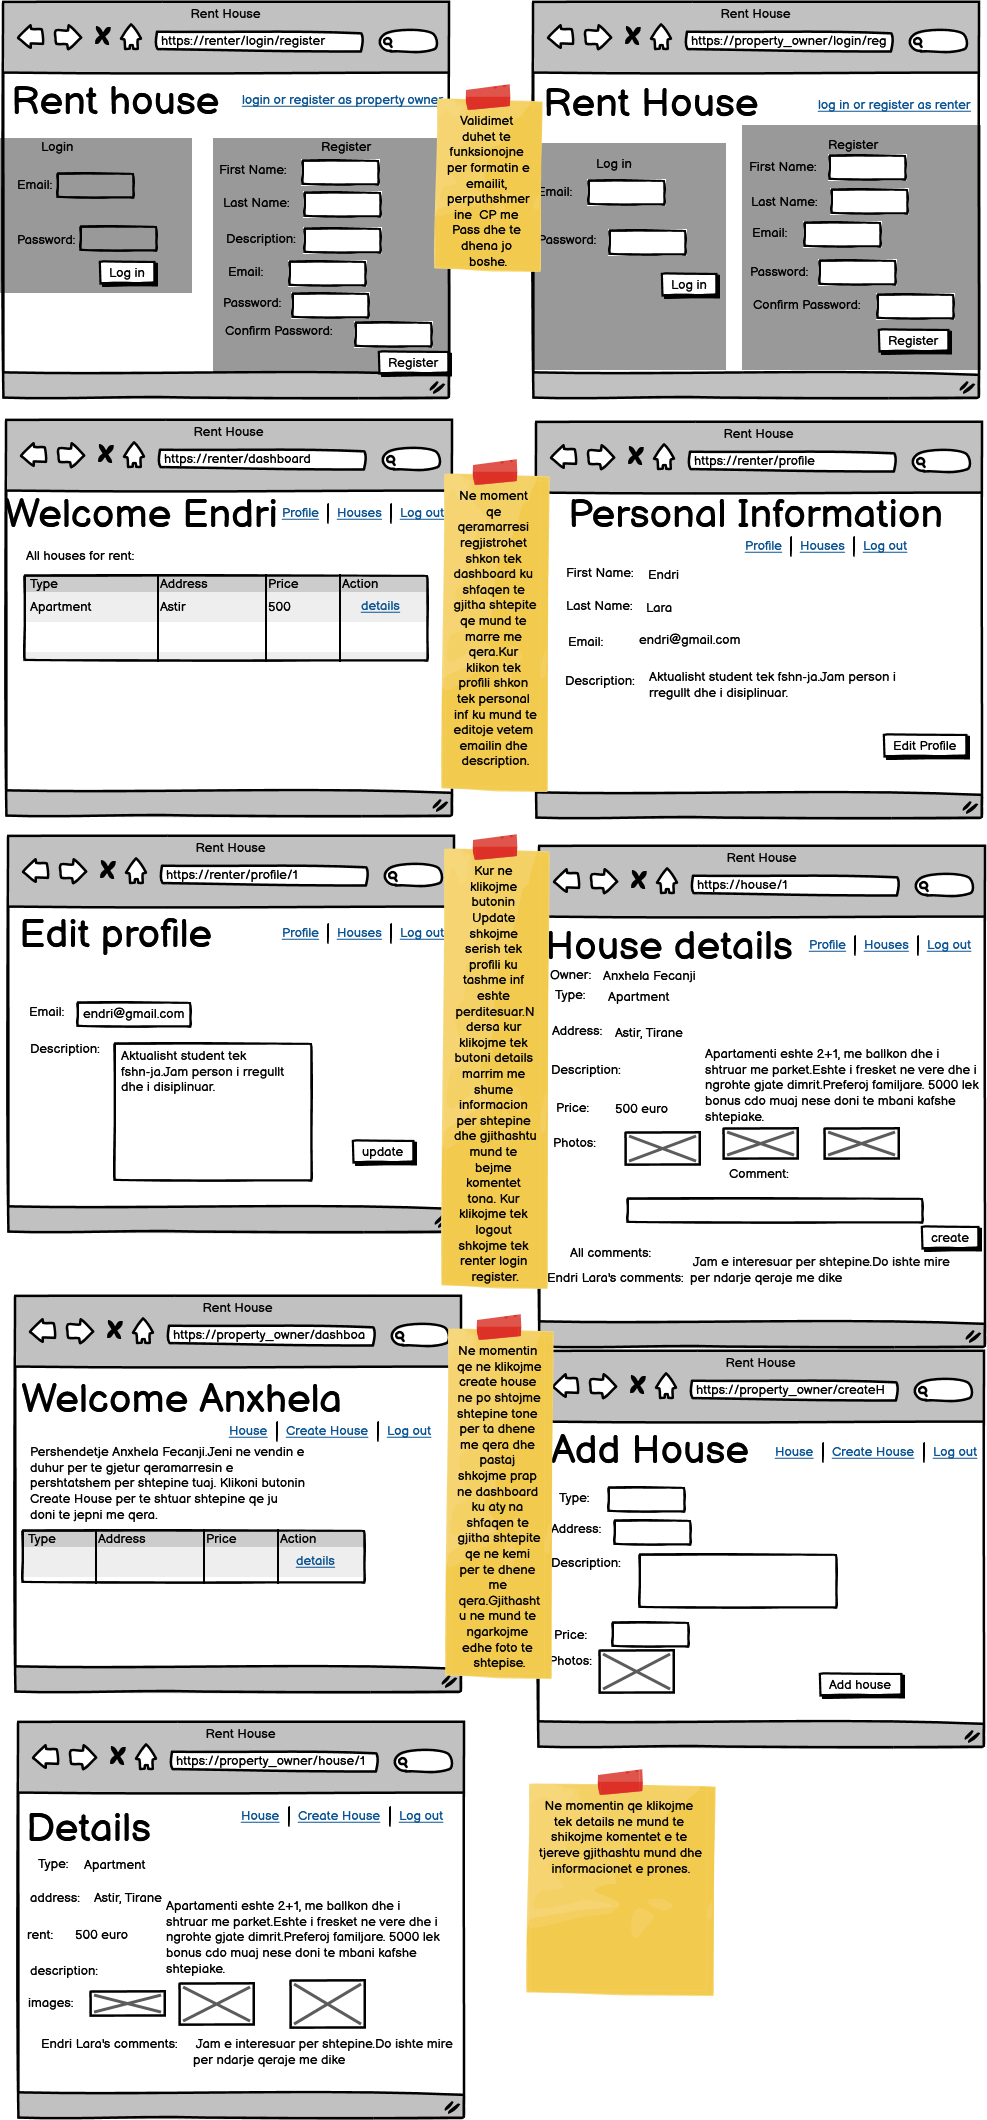 Rent House
https://renter/login/register
Rent house
login or register as property owner
Login
Email:
Password:
Log in
Register
First Name:
Last Name:
Description:
Email:
Password:
Confirm Password:
Register
Validimet
duhet te
funksionojne
per formatin e
emailit,
perputhshmer
ine CP me
Pass dhe te
dhena jo
boshe.
Rent House
https://property_owner/login/reg
Rent House
log in or register as renter
Log in
Email:
Password:
Log in
Register
First Name:
Last Name:
Email:
Password:
Confirm Password:
Register
Rent House
https://renter/dashboard
Welcome Endri
Profile
Houses
Log out
All houses for rent:
Type Address Price Action
Apartment Astir 500 details
Ne moment
qe
qeramarresi
regjistrohet
shkon tek
dashboard ku
shfaqen te
gjitha shtepite
qe mund te
marre me
qera.Kur
klikon tek
profili shkon
tek personal
inf ku mund te
editoje vetem
emailin dhe
description.
Rent House
https://renter/profile
Personal Information
Profile
Houses
Log out
First Name: Endri
Last Name: Lara
Email: endri@gmail.com
Description: Aktualisht student tek fshn-ja.Jam person i
rregullt dhe i disiplinuar.
Edit Profile
Rent House
https://renter/profile/1
Edit profile
Profile
Houses
Log out
Email: endri@gmail.com
Description: Aktualisht student tek
fshn-ja.Jam person i rregullt
dhe i disiplinuar.
update
Kur ne
klikojme
butonin
Update
shkojme
serish tek
profili ku
tashme inf
eshte
perditesuar.N
dersa kur
klikojme tek
butoni details
marrim me
shume
informacion
per shtepine
dhe gjithashtu
mund te
bejme
komentet
tona. Kur
klikojme tek
logout
shkojme tek
renter login
register.
Rent House
https://house/1
House details
Profile
Houses
Log out
Owner: Anxhela Fecanji
Type: Apartment
Address: Astir, Tirane
Description:
Apartamenti eshte 2+1, me ballkon dhe i
shtruar me parket.Eshte i fresket ne vere dhe i
ngrohte gjate dimrit.Preferoj familjare. 5000 lek
bonus cdo muaj nese doni te mbani kafshe
shtepiake.
Price: 500 euro
Photos:
Comment:
create
All comments:
Endri Lara's comments: Jam e interesuar per shtepine.Do ishte mire
per ndarje qeraje me dike
Rent House
https://property_owner/dashboa
Welcome Anxhela
House
Create House
Log out
Pershendetje Anxhela Fecanji.Jeni ne vendin e
duhur per te gjetur qeramarresin e
pershtatshem per shtepine tuaj. Klikoni butonin
Create House per te shtuar shtepine qe ju
doni te jepni me qera.
Type Address Price Action
details
Ne momentin
qe ne klikojme
create house
ne po shtojme
shtepine tone
per ta dhene
me qera dhe
pastaj
shkojme prap
ne dashboard
ku aty na
shfaqen te
gjitha shtepite
qe ne kemi
per te dhene
me
qera.Gjithasht
u ne mund te
ngarkojme
edhe foto te
shtepise.
Rent House
https://property_owner/createH
Add House
House
Create House
Log out
Type:
Address:
Description:
Price:
Photos:
Add house
Rent House
https://property_owner/house/1
Details
House
Create House
Log out
Type: Apartment
address: Astir, Tirane
rent: 500 euro
description:
Apartamenti eshte 2+1, me ballkon dhe i
shtruar me parket.Eshte i fresket ne vere dhe i
ngrohte gjate dimrit.Preferoj familjare. 5000 lek
bonus cdo muaj nese doni te mbani kafshe
shtepiake.
images:
Endri Lara's comments: Jam e interesuar per shtepine.Do ishte mire
per ndarje qeraje me dike
Ne momentin qe klikojme
tek details ne mund te
shikojme komentet e te
tjereve gjithashtu mund dhe
informacionet e prones.